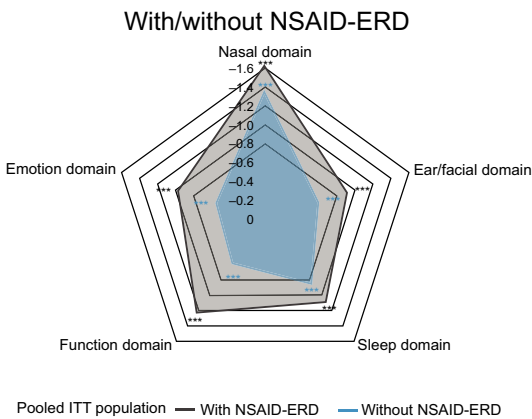 With/without NSAID-ERD
Nasal domain
***
–1.6
–1.4 ***
–1.2
–1.0
–0.8
–0.6
–0.4
–0.2
0
Emotion domain
Ear/facial domain
***
***
***
***
***
***
***
***
Function domain
Sleep domain
Pooled ITT population With NSAID-ERD Without NSAID-ERD